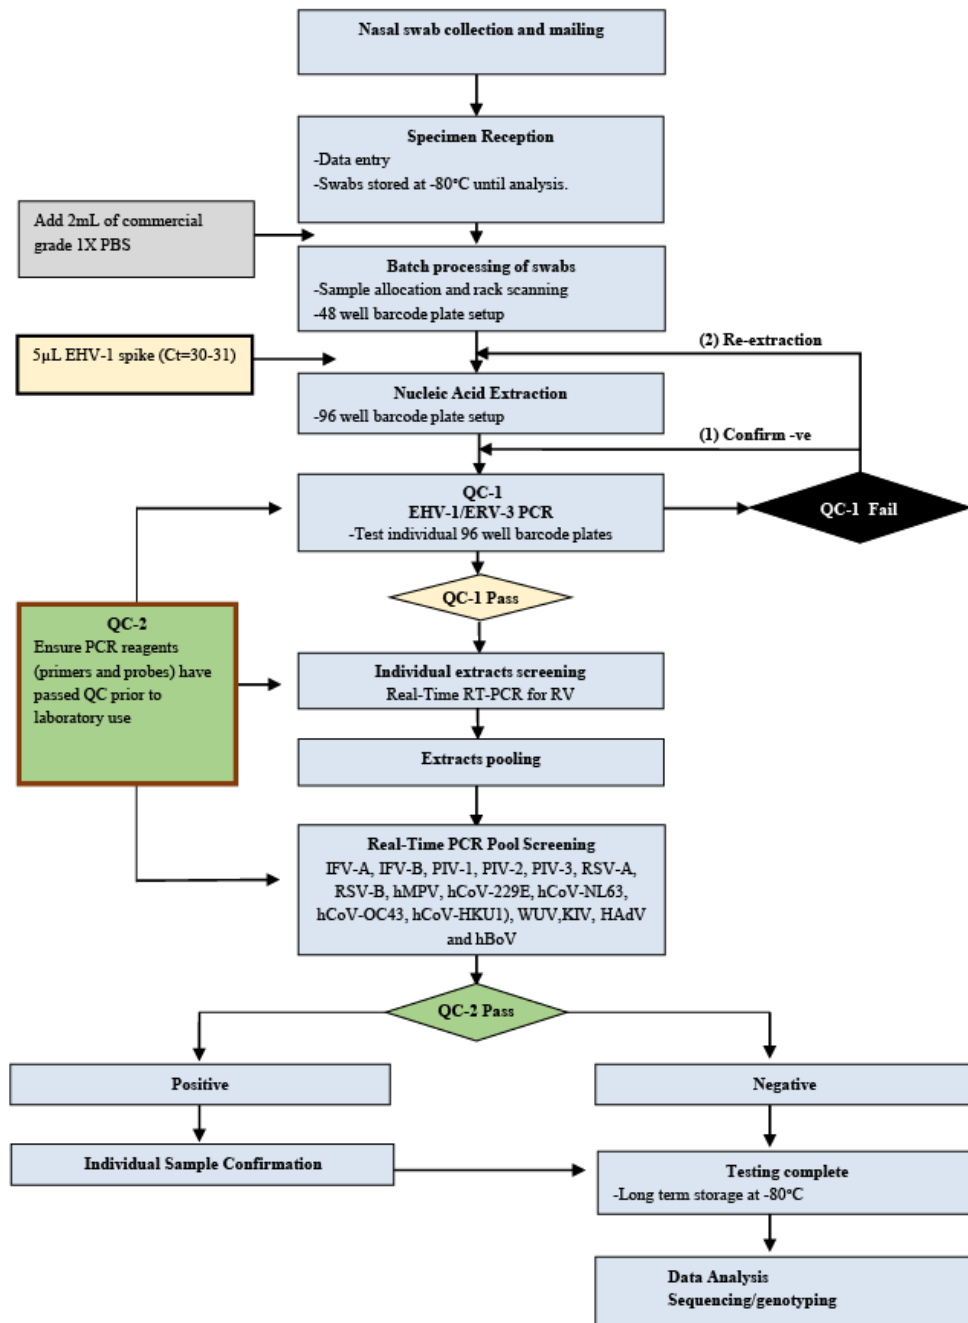 Nasal swab collection and mailing
Specimen Reception
-Data entry
-Swabs stored at -80°C until analysis.
Add 2mL of commercial
grade 1X PBS
Batch processing of swabs
-Sample allocation and rack scanning
-48 well barcode plate setup
(2) Re-extraction
5µL EHV-1 spike (Ct=30-31)
Nucleic Acid Extraction
-96 well barcode plate setup
(1) Confirm -ve
QC-1
EHV-1/ERV-3 PCR
-Test individual 96 well barcode plates
QC-1 Fail
QC-1 Pass
QC-2
Ensure PCR reagents
(primers and probes) have
passed QC prior to
laboratory use
Individual extracts screening
Real-Time RT-PCR for RV
Extracts pooling
Real-Time PCR Pool Screening
IFV-A, IFV-B, PIV-1, PIV-2, PIV-3, RSV-A,
RSV-B, hMPV, hCoV-229E, hCoV-NL63,
hCoV-OC43, hCoV-HKU1), WUV,KIV, HAdV
and hBoV
QC-2 Pass
Positive
Negative
Individual Sample Confirmation
Testing complete
-Long term storage at -80°C
Data Analysis
Sequencing/genotyping